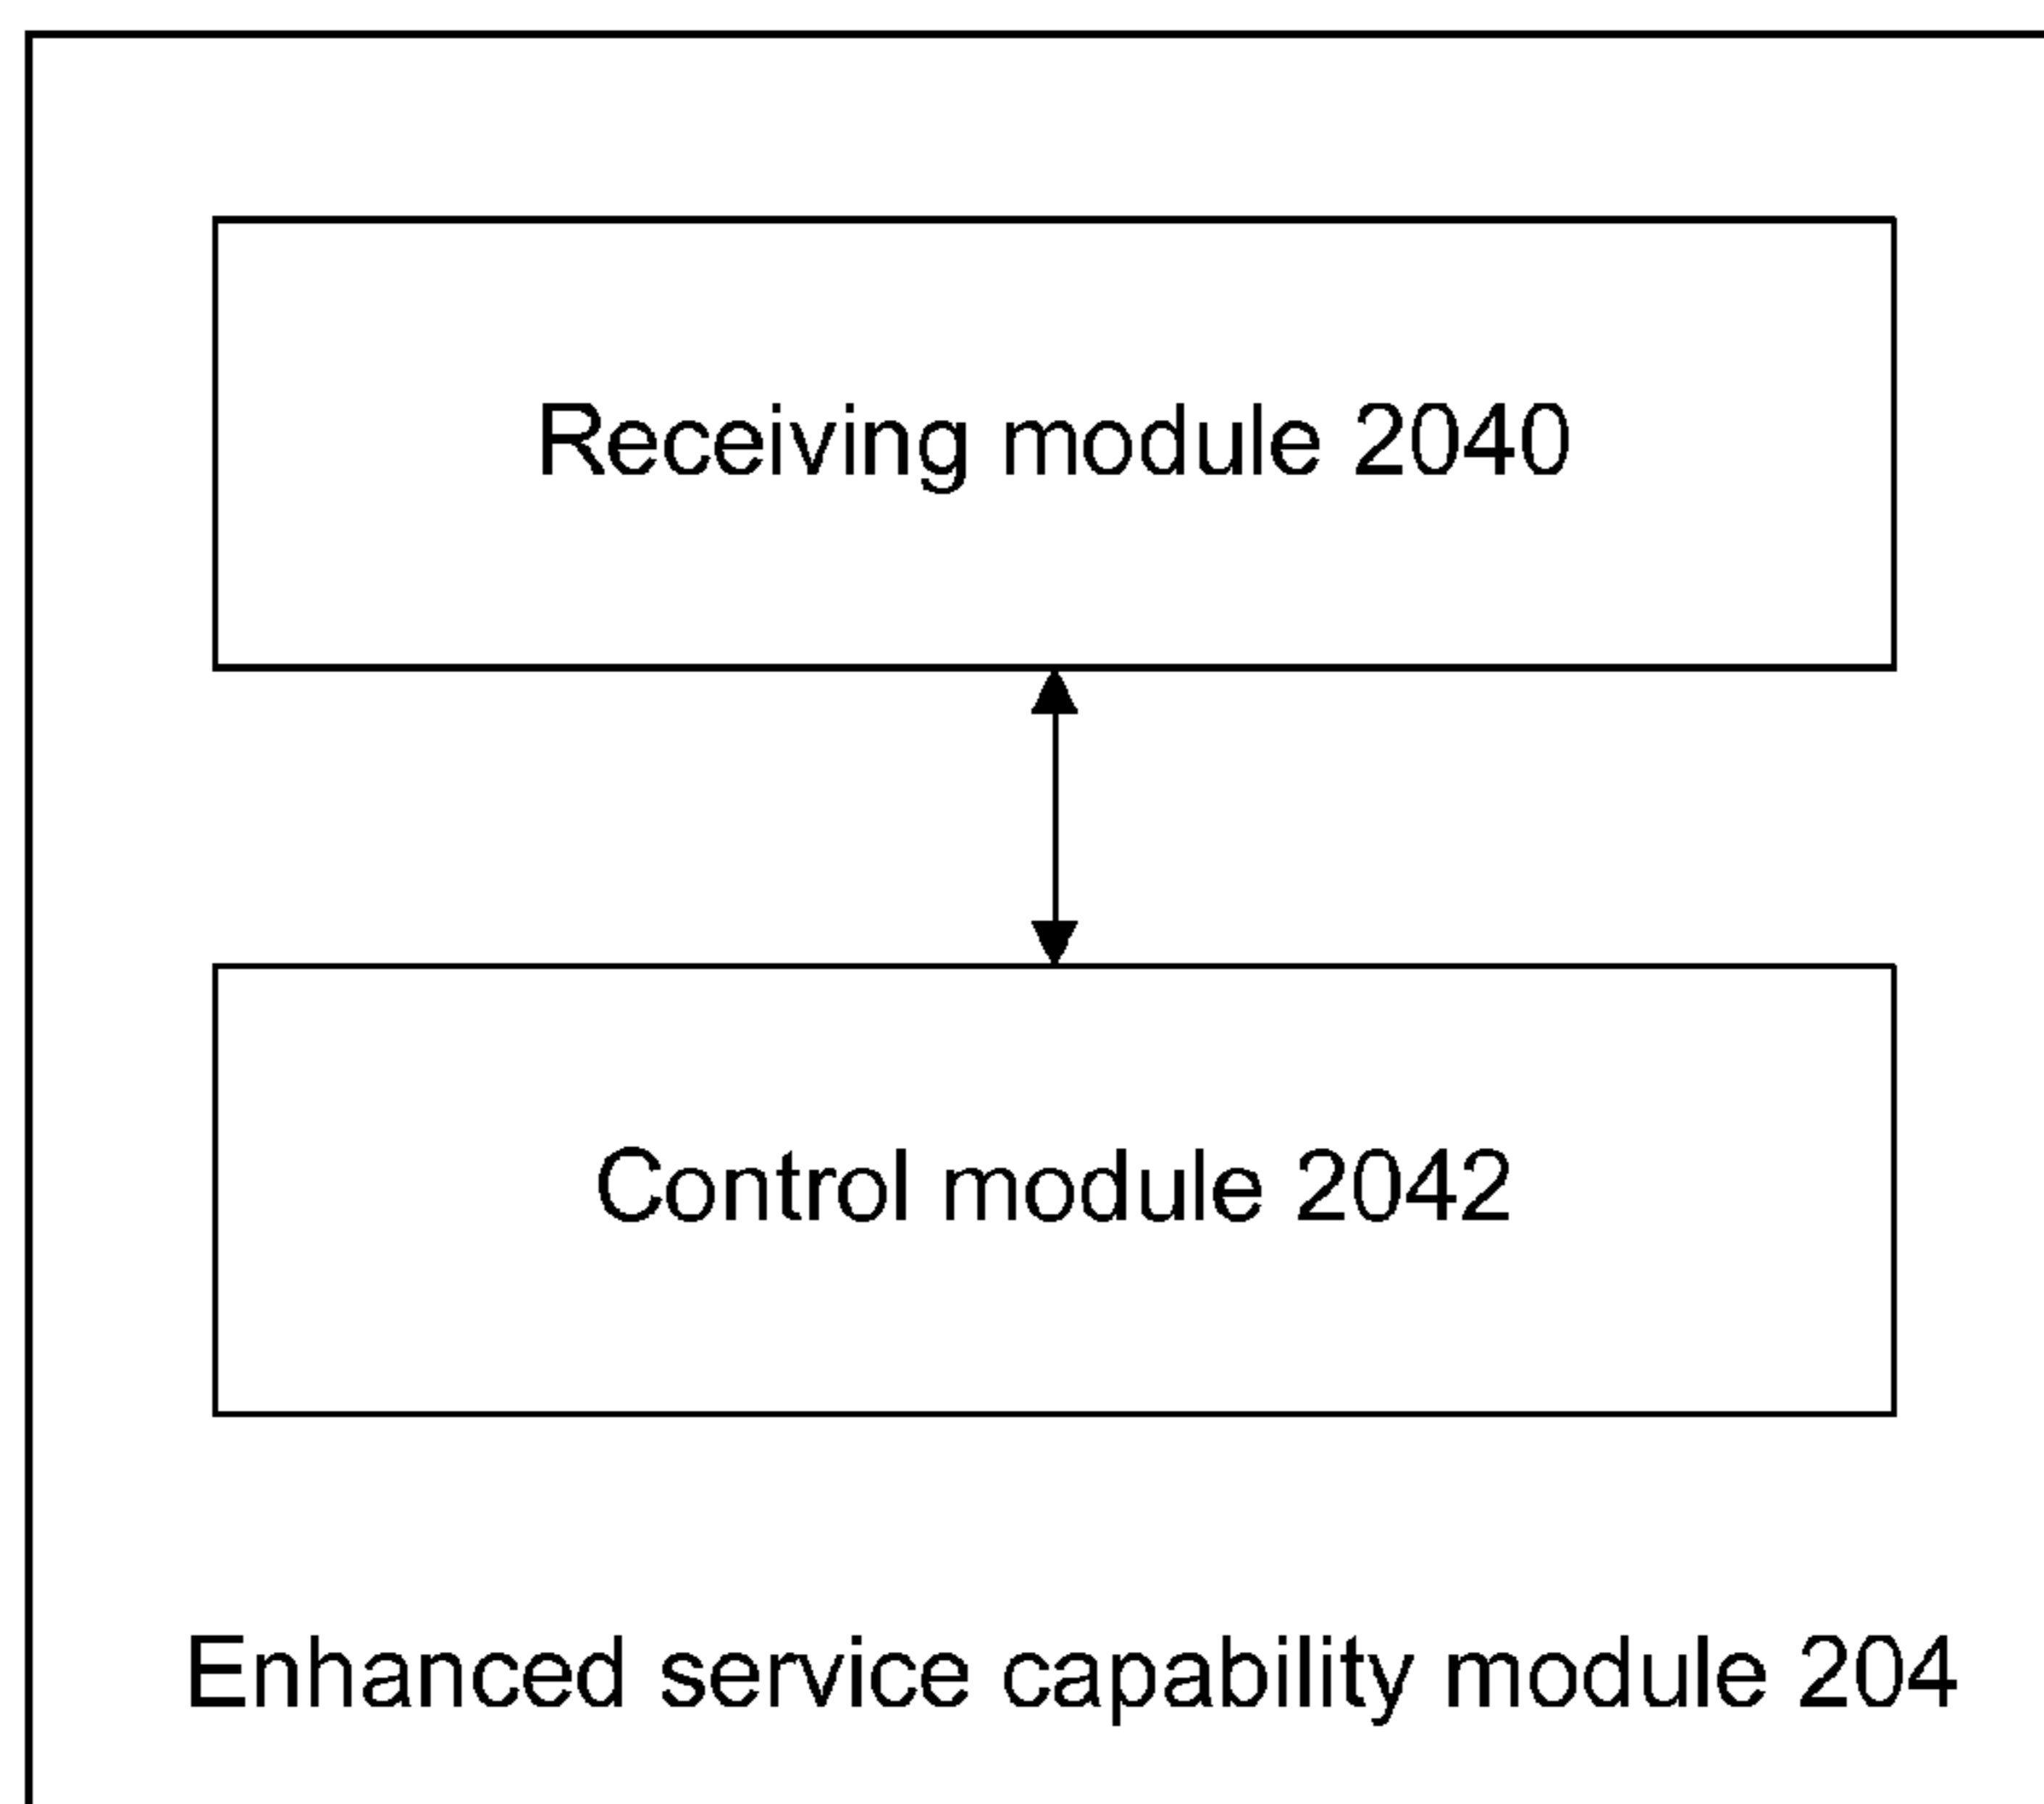 Receiving module 2040
Control module 2042
Enhanced service capability module 204